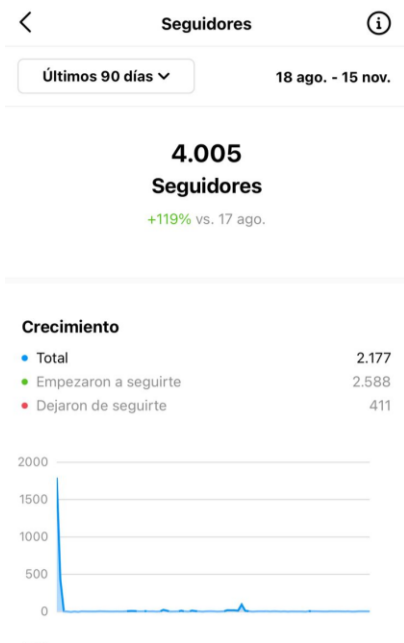 Seguidores
Últimos 90 días
18 ago. - 15 nov.
4.005
Seguidores
+119% vs. 17 ago.
Crecimiento
Total 2.177
Empezaron a seguirte 2.588
Dejaron de seguirte 411
2000
1500
1000
500
0